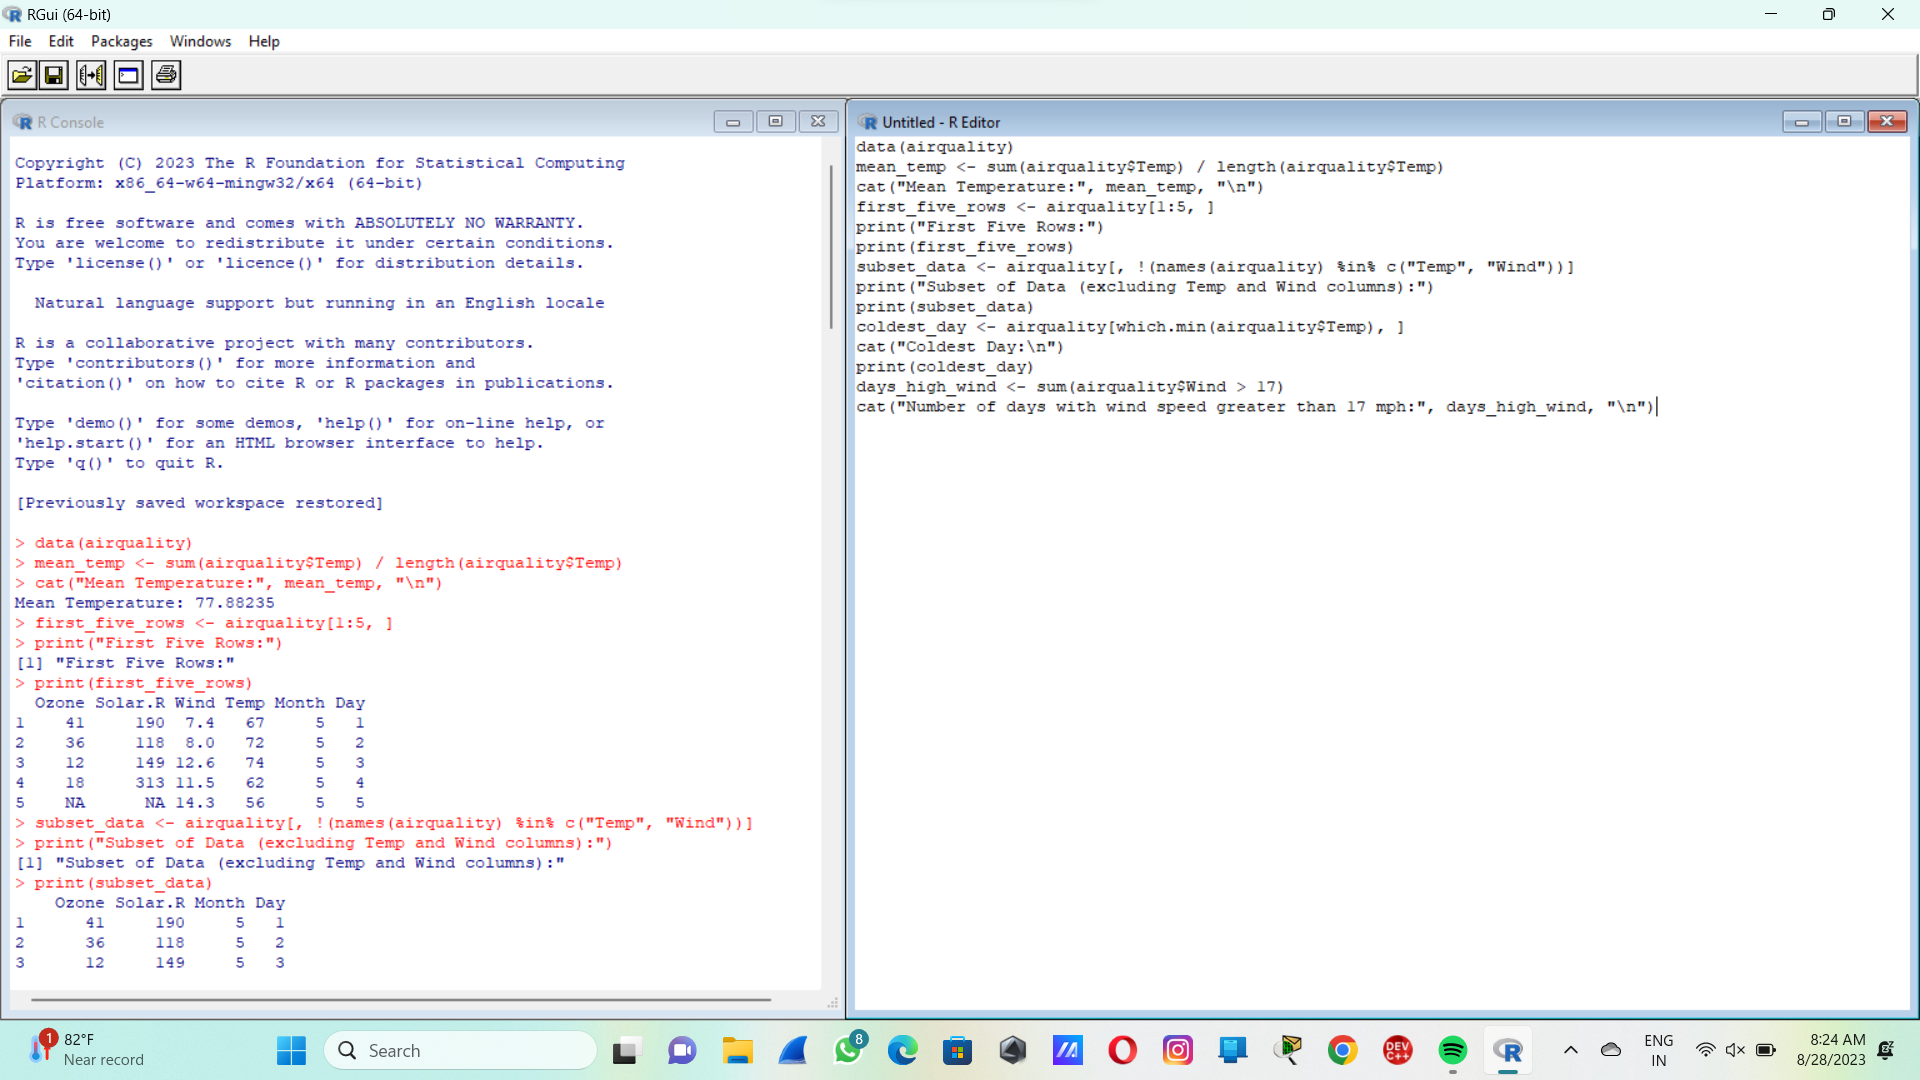 RGui (64-bit)
File Edit Packages Windows Help
R Console
Copyright (C) 2023 The R Foundation for Statistical Computing
Platform: x86_64-w64-mingw32/x64 (64-bit)
R is free software and comes with ABSOLUTELY NO WARRANTY.
You are welcome to redistribute it under certain conditions.
Type 'license()' or 'licence()' for distribution details.
Natural language support but running in an English locale
R is a collaborative project with many contributors.
Type 'contributors()' for more information and
'citation()' on how to cite R or R packages in publications.
Type 'demo()' for some demos, 'help()' for on-line help, or
'help.start()' for an HTML browser interface to help.
Type 'q()' to quit R.
[Previously saved workspace restored]
> data(airquality)
> mean_temp <- sum(airquality$Temp) / length(airquality$Temp)
> cat("Mean Temperature:", mean_temp, "\n")
Mean Temperature: 77.88235
> first_five_rows <- airquality[1:5, ]
> print("First Five Rows:")
[1] "First Five Rows:"
> print(first_five_rows)
  Ozone Solar.R Wind Temp Month Day
1    41     190  7.4   67     5   1
2    36     118  8.0   72     5   2
3    12     149 12.6   74     5   3
4    18     313 11.5   62     5   4
5    NA      NA 14.3   56     5   5
> subset_data <- airquality[, !(names(airquality) %in% c("Temp", "Wind"))]
> print("Subset of Data (excluding Temp and Wind columns):")
[1] "Subset of Data (excluding Temp and Wind columns):"
> print(subset_data)
    Ozone Solar.R Month Day
1      41     190     5   1
2      36     118     5   2
3      12     149     5   3
Untitled - R Editor
data(airquality)
mean_temp <- sum(airquality$Temp) / length(airquality$Temp)
cat("Mean Temperature:", mean_temp, "\n")
first_five_rows <- airquality[1:5, ]
print("First Five Rows:")
print(first_five_rows)
subset_data <- airquality[, !(names(airquality) %in% c("Temp", "Wind"))]
print("Subset of Data (excluding Temp and Wind columns):")
print(subset_data)
coldest_day <- airquality[which.min(airquality$Temp), ]
cat("Coldest Day:\n")
print(coldest_day)
days_high_wind <- sum(airquality$Wind > 17)
cat("Number of days with wind speed greater than 17 mph:", days_high_wind, "\n")
1
82°F
Near record
Search
8
DEV
C++
R
ENG
IN
8:24 AM
8/28/2023